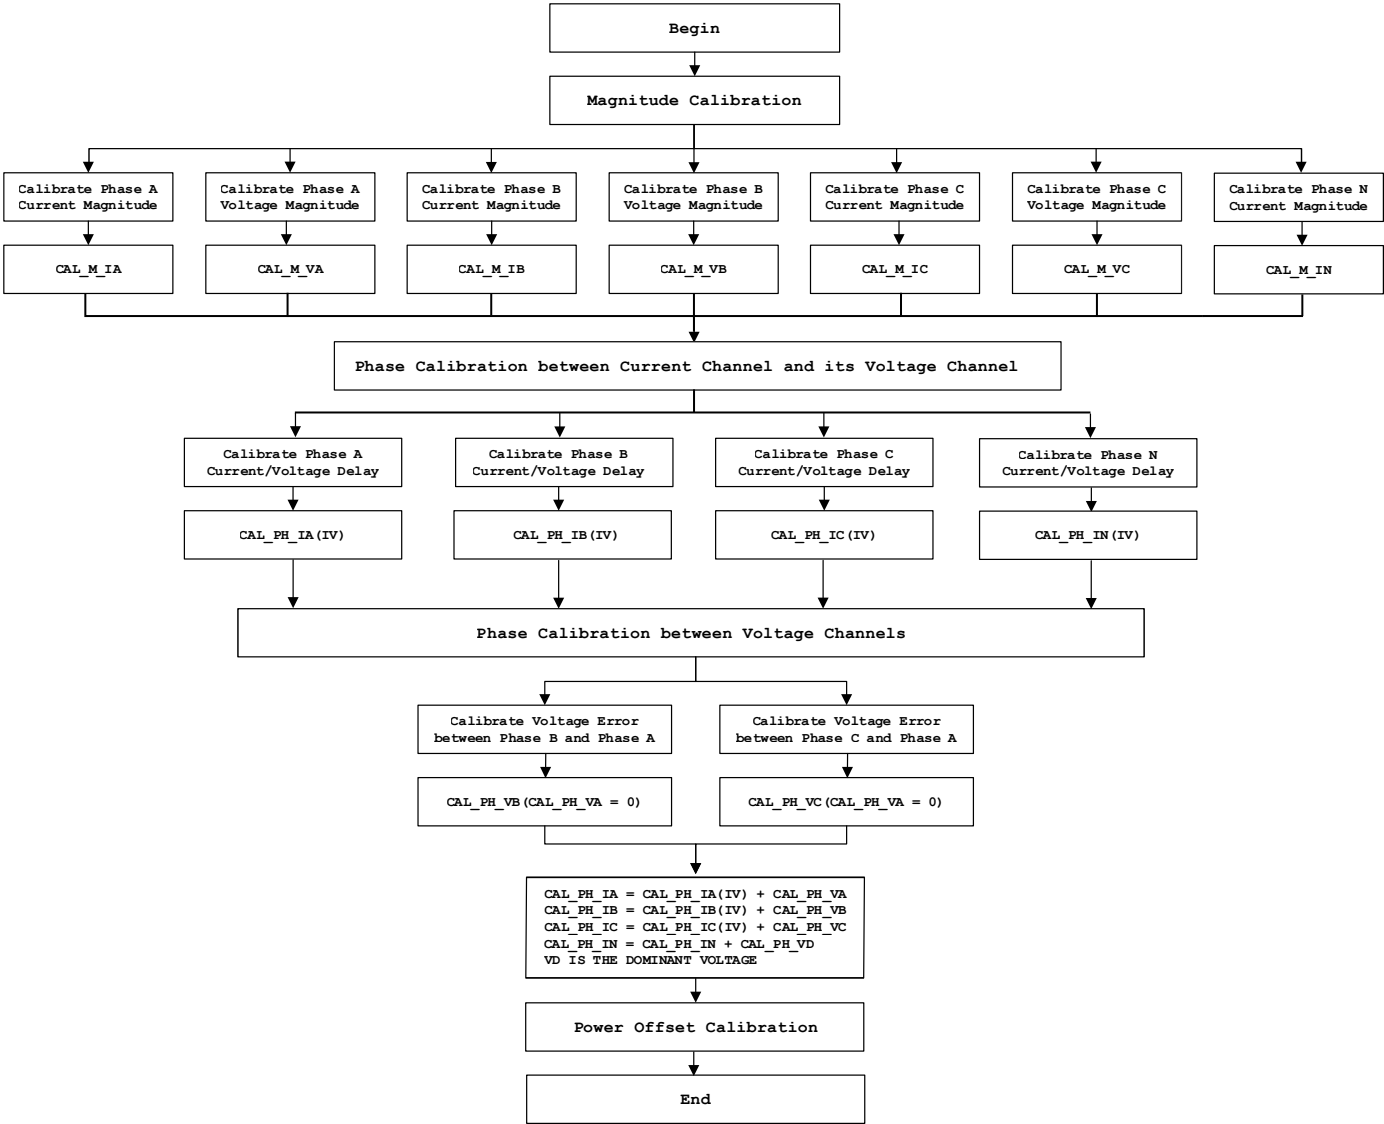 Begin
Magnitude Calibration
Calibrate Phase A
Current Magnitude
Calibrate Phase A
Voltage Magnitude
Calibrate Phase B
Current Magnitude
Calibrate Phase B
Voltage Magnitude
Calibrate Phase C
Current Magnitude
Calibrate Phase C
Voltage Magnitude
Calibrate Phase N
Current Magnitude
CAL_M_IA
CAL_M_VA
CAL_M_IB
CAL_M_VB
CAL_M_IC
CAL_M_VC
CAL_M_IN
Phase Calibration between Current Channel and its Voltage Channel
Calibrate Phase A
Current/Voltage Delay
Calibrate Phase B
Current/Voltage Delay
Calibrate Phase C
Current/Voltage Delay
Calibrate Phase N
Current/Voltage Delay
CAL_PH_IA(IV)
CAL_PH_IB(IV)
CAL_PH_IC(IV)
CAL_PH_IN(IV)
Phase Calibration between Voltage Channels
Calibrate Voltage Error
between Phase B and Phase A
Calibrate Voltage Error
between Phase C and Phase A
CAL_PH_VB(CAL_PH_VA = 0)
CAL_PH_VC(CAL_PH_VA = 0)
CAL_PH_IA = CAL_PH_IA(IV) + CAL_PH_VA
CAL_PH_IB = CAL_PH_IB(IV) + CAL_PH_VB
CAL_PH_IC = CAL_PH_IC(IV) + CAL_PH_VC
CAL_PH_IN = CAL_PH_IN + CAL_PH_VD
VD IS THE DOMINANT VOLTAGE
Power Offset Calibration
End